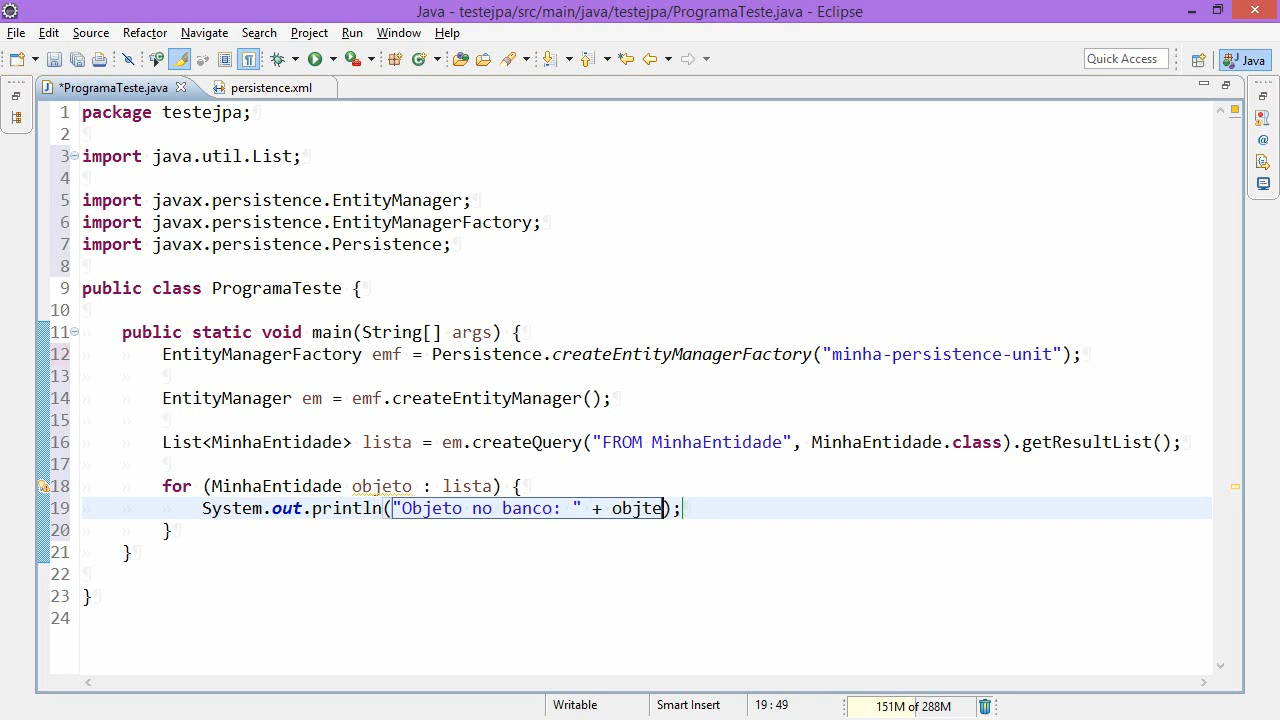 Java - testejpa/src/main/java/testejpa/ProgramaTeste.java - Eclipse
File Edit Source Refactor Navigate Search Project Run Window Help
Quick Access Java
*ProgramaTeste.java persistence.xml
1 package testejpa;
2
3 import java.util.List;
4
5 import javax.persistence.EntityManager;
6 import javax.persistence.EntityManagerFactory;
7 import javax.persistence.Persistence;
8
9 public class ProgramaTeste {
10
11 public static void main(String[] args) {
12 EntityManagerFactory emf = Persistence.createEntityManagerFactory("minha-persistence-unit");
13
14 EntityManager em = emf.createEntityManager();
15
16 List<MinhaEntidade> lista = em.createQuery("FROM MinhaEntidade", MinhaEntidade.class).getResultList();
17
18 for (MinhaEntidade objeto : lista) {
19 System.out.println("Objeto no banco: " + objte);
20 }
21 }
22
23 }
24
Writable Smart Insert 19 : 49 151M of 288M